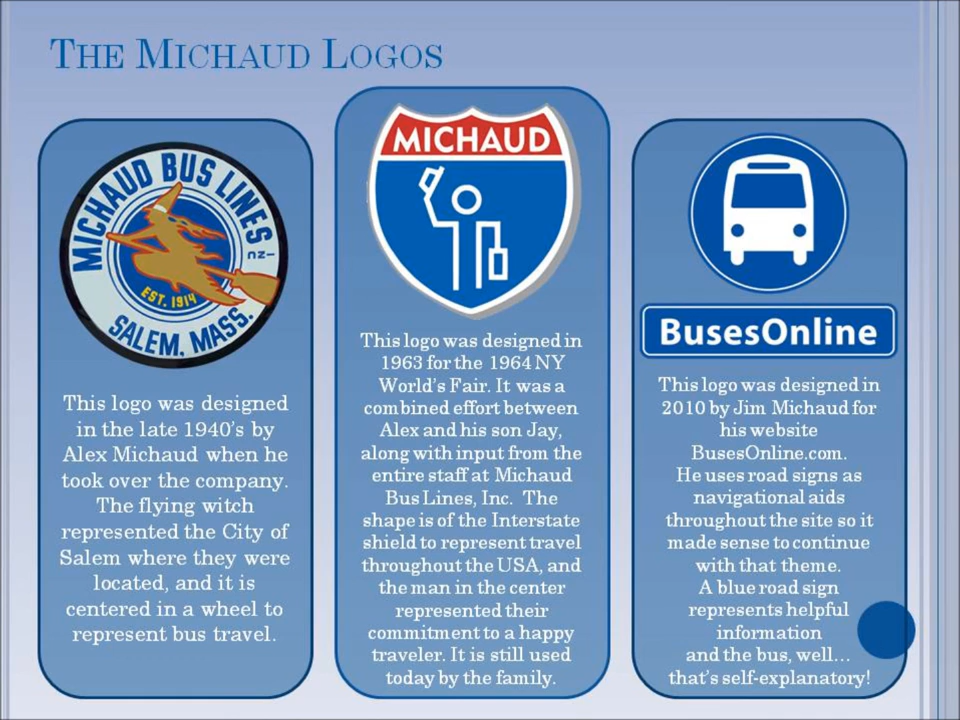 THE MICHAUD LOGOS
MICHAUD BUS LINES INC
EST. 1914
SALEM, MASS.
This logo was designed
in the late 1940's by
Alex Michaud when he
took over the company.
The flying witch
represented the City of
Salem where they were
located, and it is
centered in a wheel to
represent bus travel.
MICHAUD
This logo was designed in
1963 for the 1964 NY
World's Fair. It was a
combined effort between
Alex and his son Jay,
along with input from the
entire staff at Michaud
Bus Lines, Inc. The
shape is of the Interstate
shield to represent travel
throughout the USA, and
the man in the center
represented their
commitment to a happy
traveler. It is still used
today by the family.
BusesOnline
This logo was designed in
2010 by Jim Michaud for
his website
BusesOnline.com.
He uses road signs as
navigational aids
throughout the site so it
made sense to continue
with that theme.
A blue road sign
represents helpful
information
and the bus, well...
that's self-explanatory!